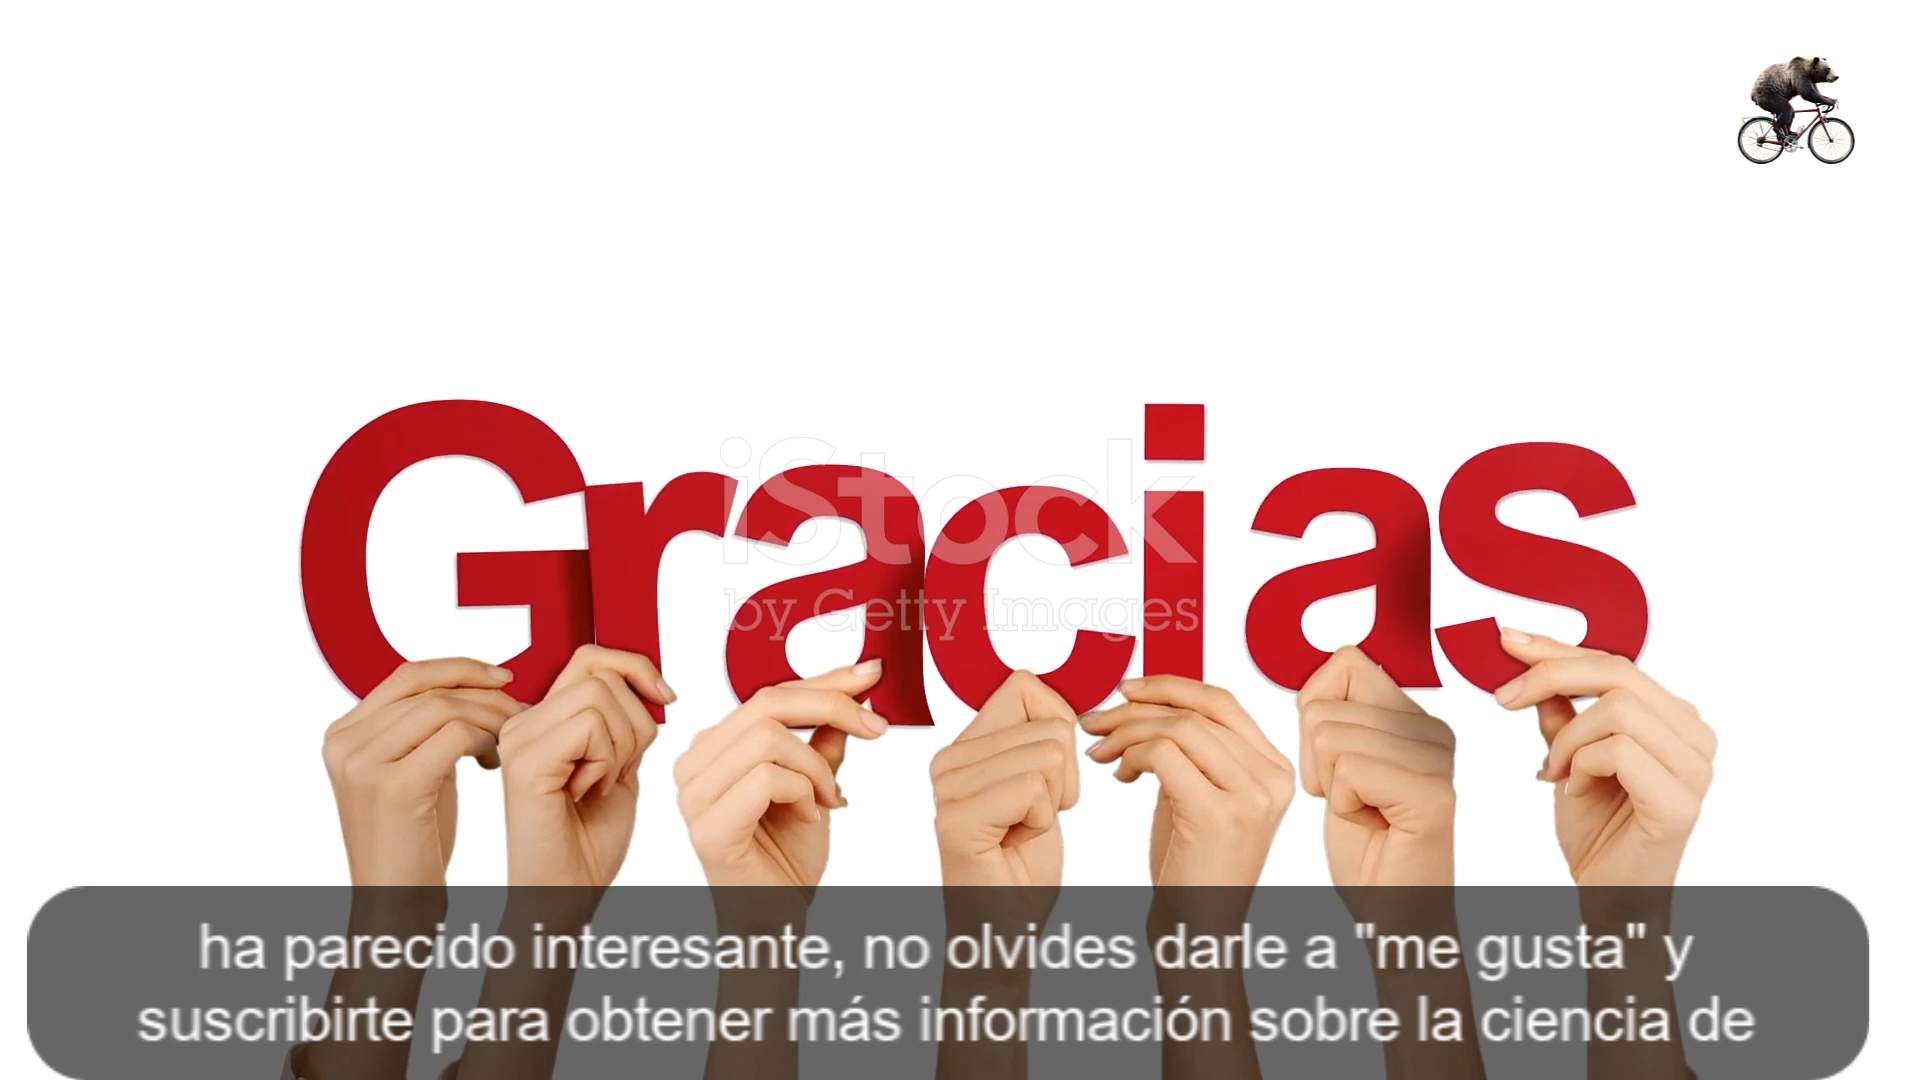 Gracias
iStock
by Getty Images
ha parecido interesante, no olvides darle a "me gusta" y
suscribirte para obtener más información sobre la ciencia de